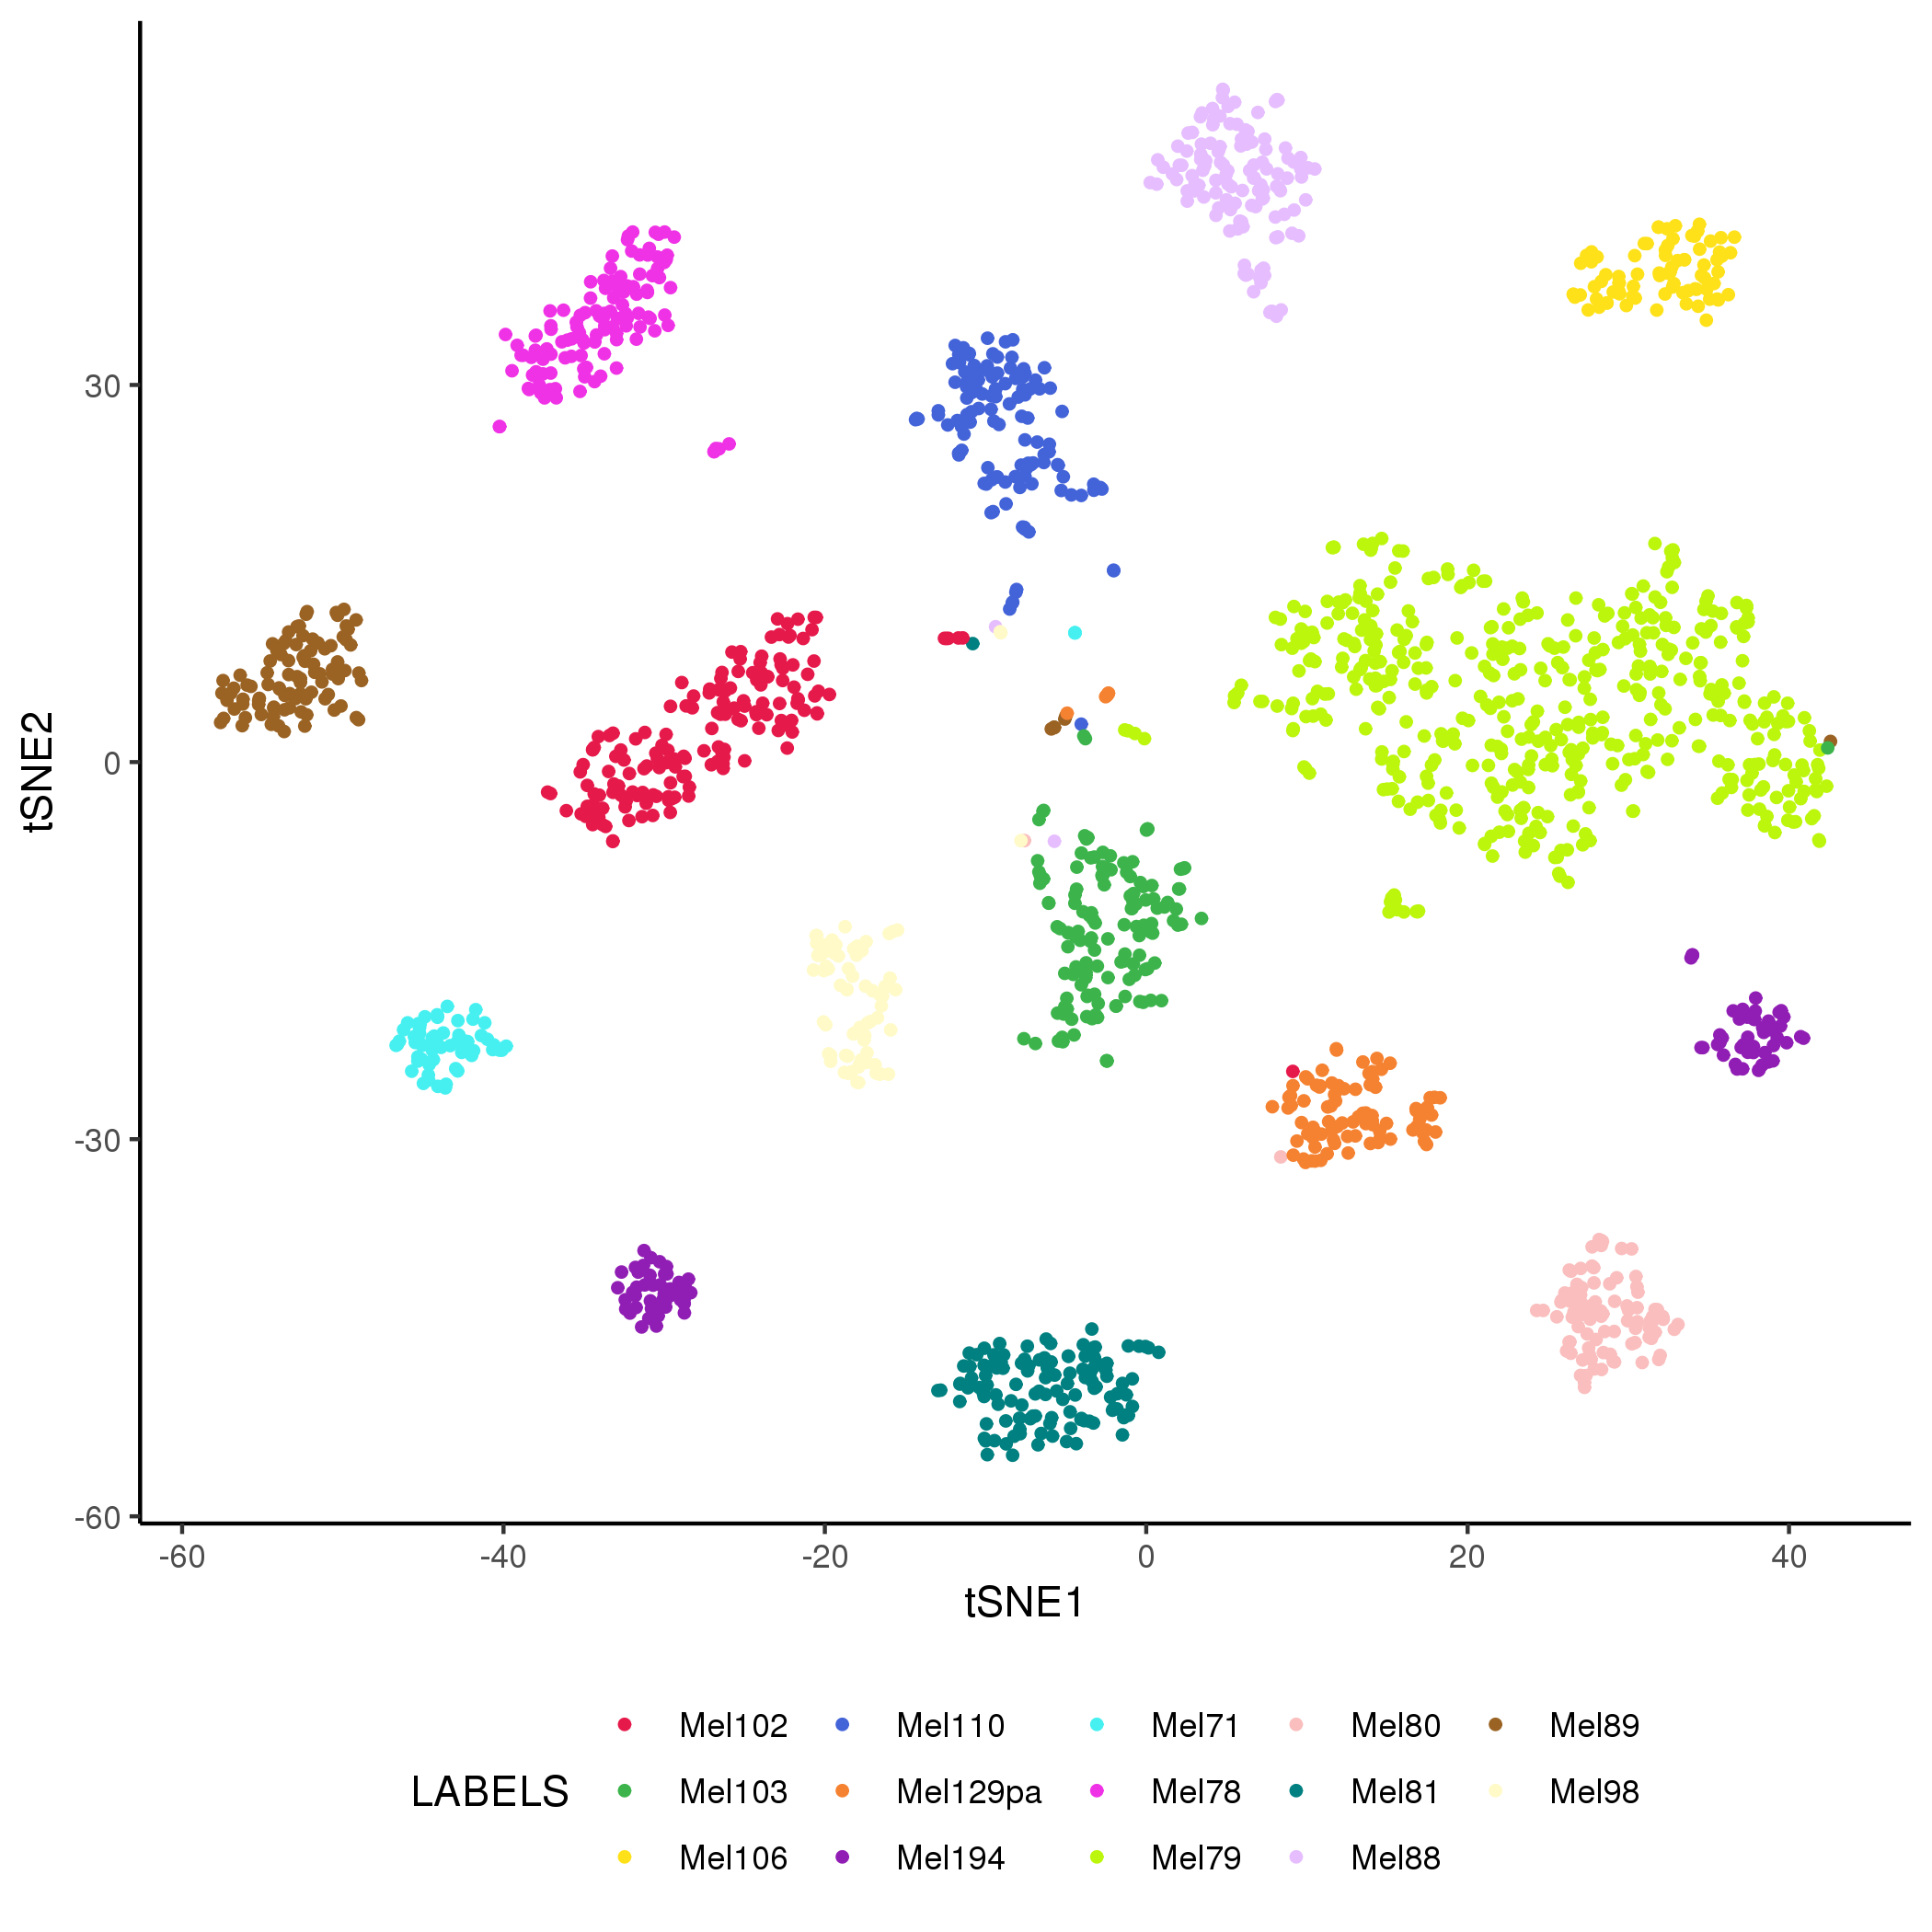 tSNE2
30
0
-30
-60
-60 -40 -20 0 20 40
tSNE1
LABELS
Mel102 Mel110 Mel71 Mel80 Mel89
Mel103 Mel129pa Mel78 Mel81 Mel98
Mel106 Mel194 Mel79 Mel88